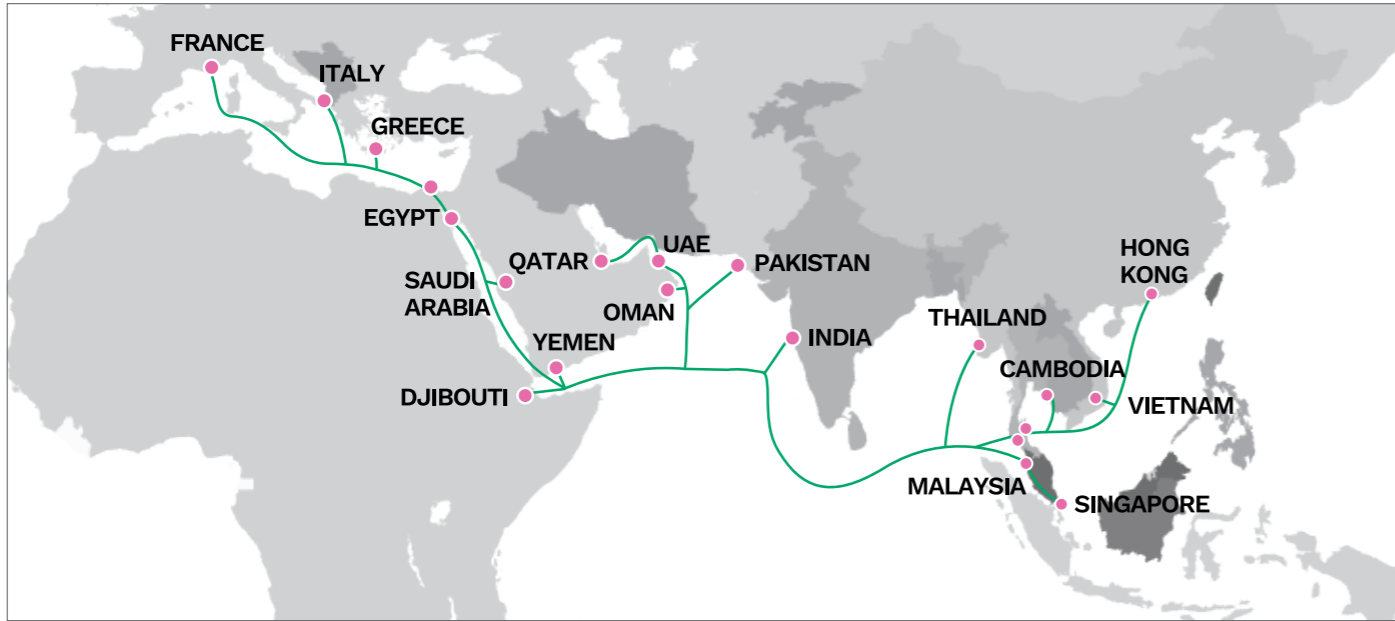 FRANCE
ITALY
GREECE
EGYPT
SAUDI
ARABIA
QATAR
UAE
OMAN
PAKISTAN
YEMEN
DJIBOUTI
INDIA
THAILAND
HONG
KONG
CAMBODIA
VIETNAM
MALAYSIA
SINGAPORE